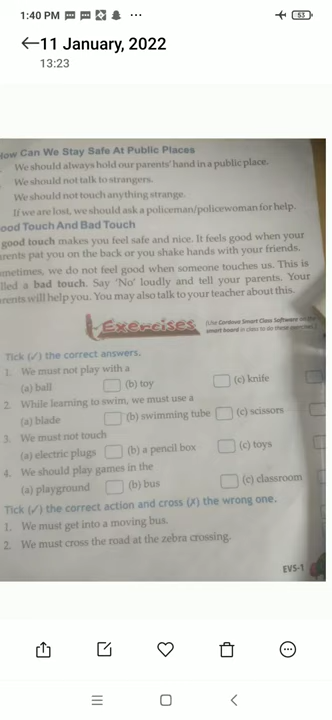 1:40 PM
53
11 January, 2022
13:23
How Can We Stay Safe At Public Places
We should always hold our parents' hand in a public place.
We should not talk to strangers.
We should not touch anything strange.
If we are lost, we should ask a policeman/policewoman for help.
ood Touch And Bad Touch
good touch makes you feel safe and nice. It feels good when your
arents pat you on the back or you shake hands with your friends.
ometimes, we do not feel good when someone touches us. This is
lled a bad touch. Say 'No' loudly and tell your parents. Your
arents will help you. You may also talk to your teacher about this.
Exercises
(Use Cordova Smart Class Software on the
smart board in class to do these exercises.)
Tick (✓) the correct answers.
1. We must not play with a
(a) ball (b) toy (c) knife
2. While learning to swim, we must use a
(a) blade (b) swimming tube (c) scissors
3. We must not touch
(a) electric plugs (b) a pencil box (c) toys
4. We should play games in the
(a) playground (b) bus (c) classroom
Tick (✓) the correct action and cross (✗) the wrong one.
1. We must get into a moving bus.
2. We must cross the road at the zebra crossing.
EVS-1